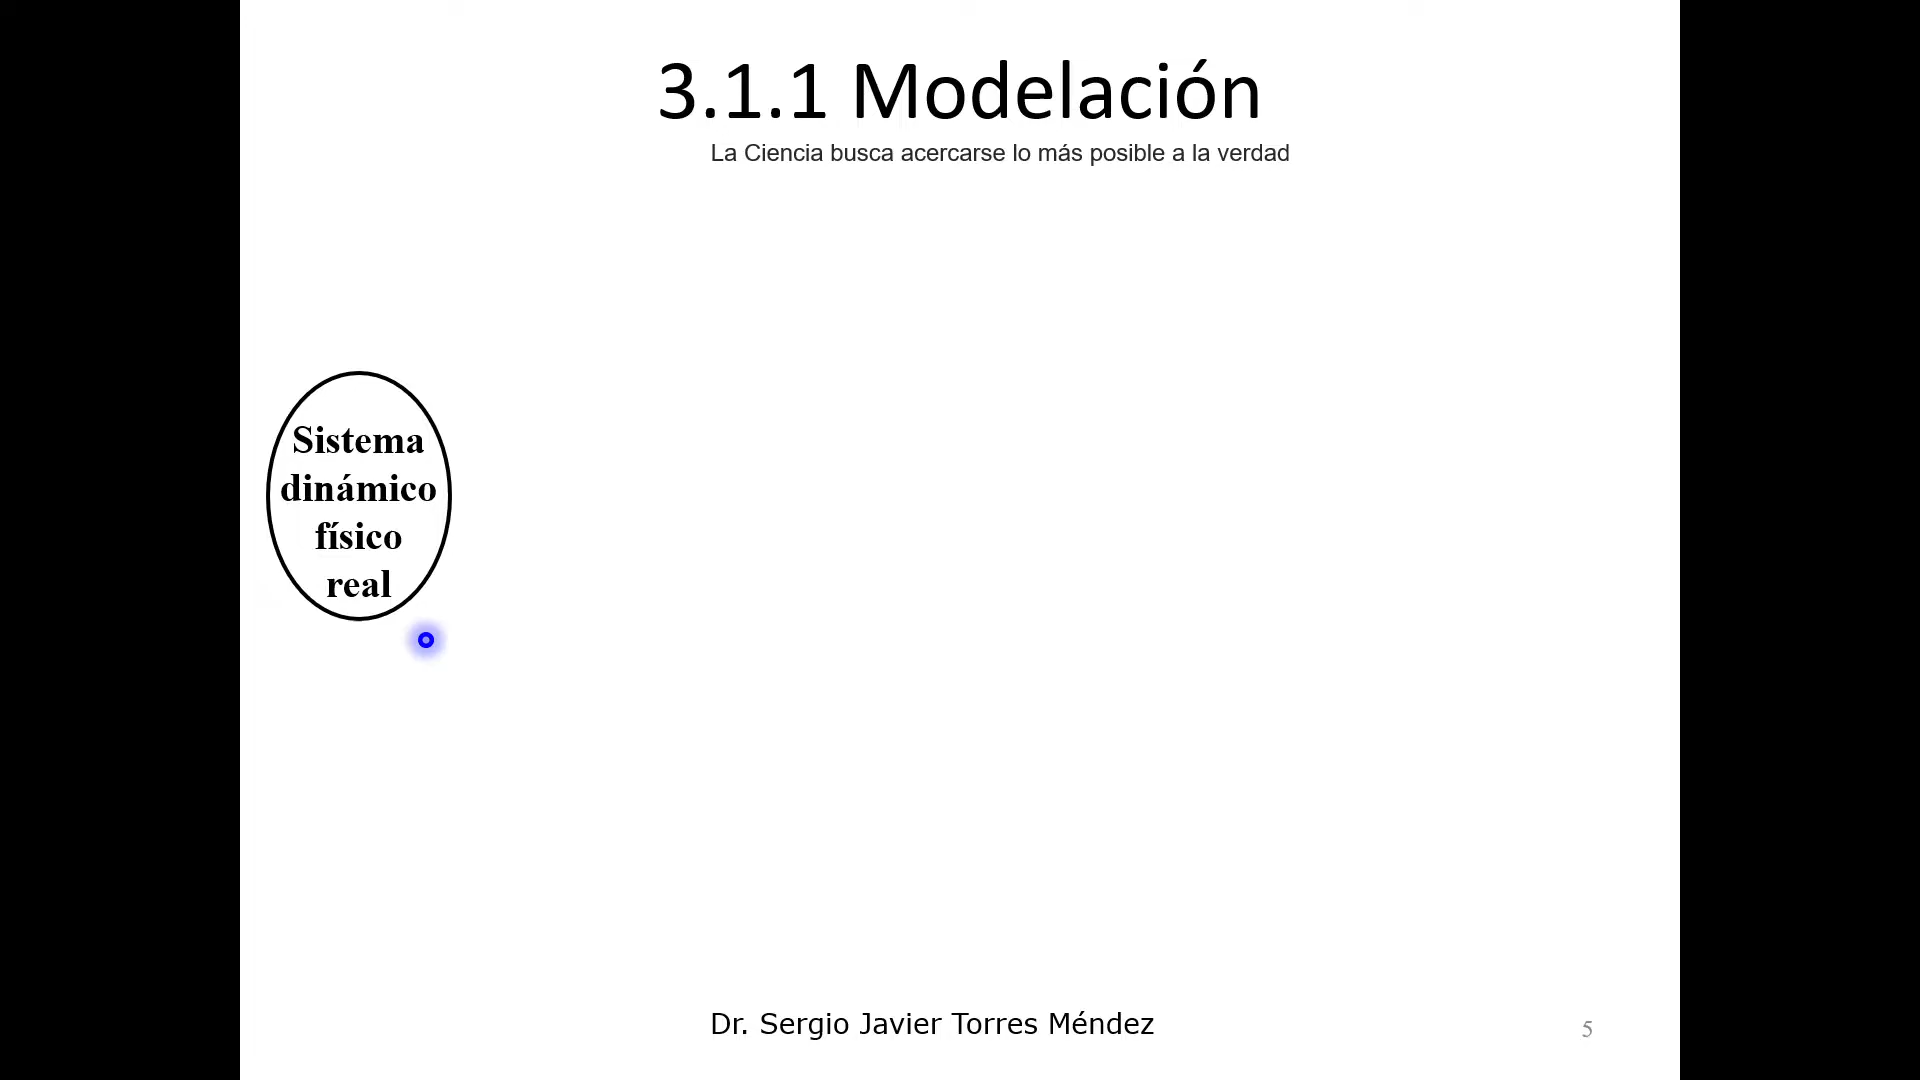 3.1.1 Modelación
La Ciencia busca acercarse lo más posible a la verdad
Sistema
dinámico
físico
real
Dr. Sergio Javier Torres Méndez
5